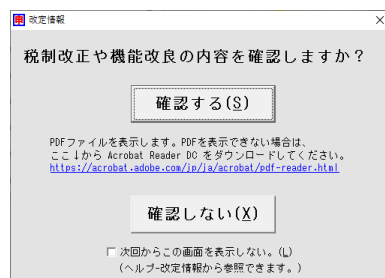 改定情報
税制改正や機能改良の内容を確認しますか？
確認する(S)
PDFファイルを表示します。PDFを表示できない場合は、
ここ↓から Acrobat Reader DC をダウンロードしてください。
https://acrobat.adobe.com/jp/ja/acrobat/pdf-reader.html
確認しない(X)
次回からこの画面を表示しない。(L)
(ヘルプ-改定情報から参照できます。)